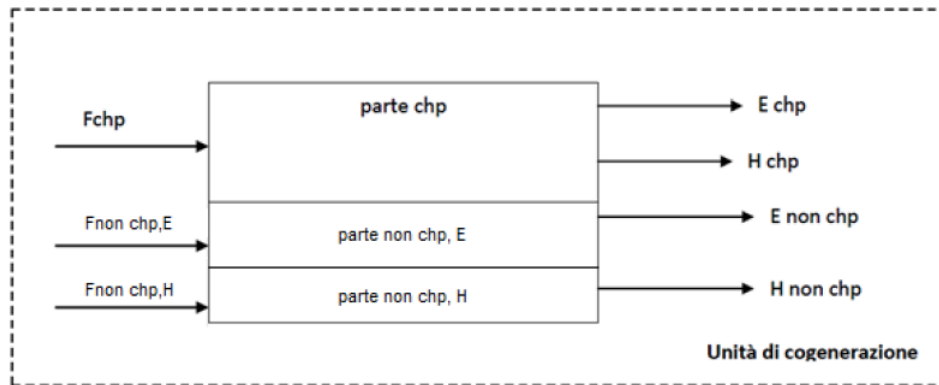 parte chp
Fchp
E chp
H chp
Fnon chp,E
parte non chp, E
E non chp
Fnon chp,H
parte non chp, H
H non chp
Unità di cogenerazione